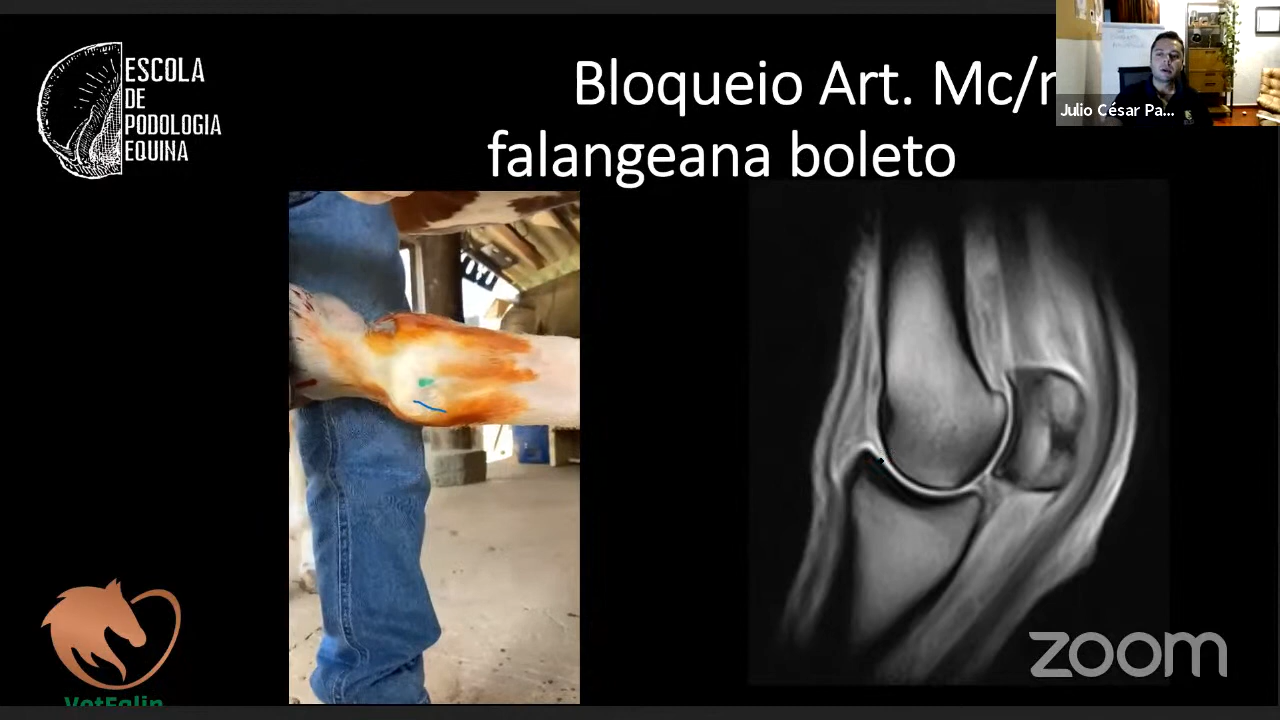 ESCOLA
DE
PODOLOGIA
EQUINA
Bloqueio Art. Mc/
falangeana boleto
Julio César Pa...
zoom